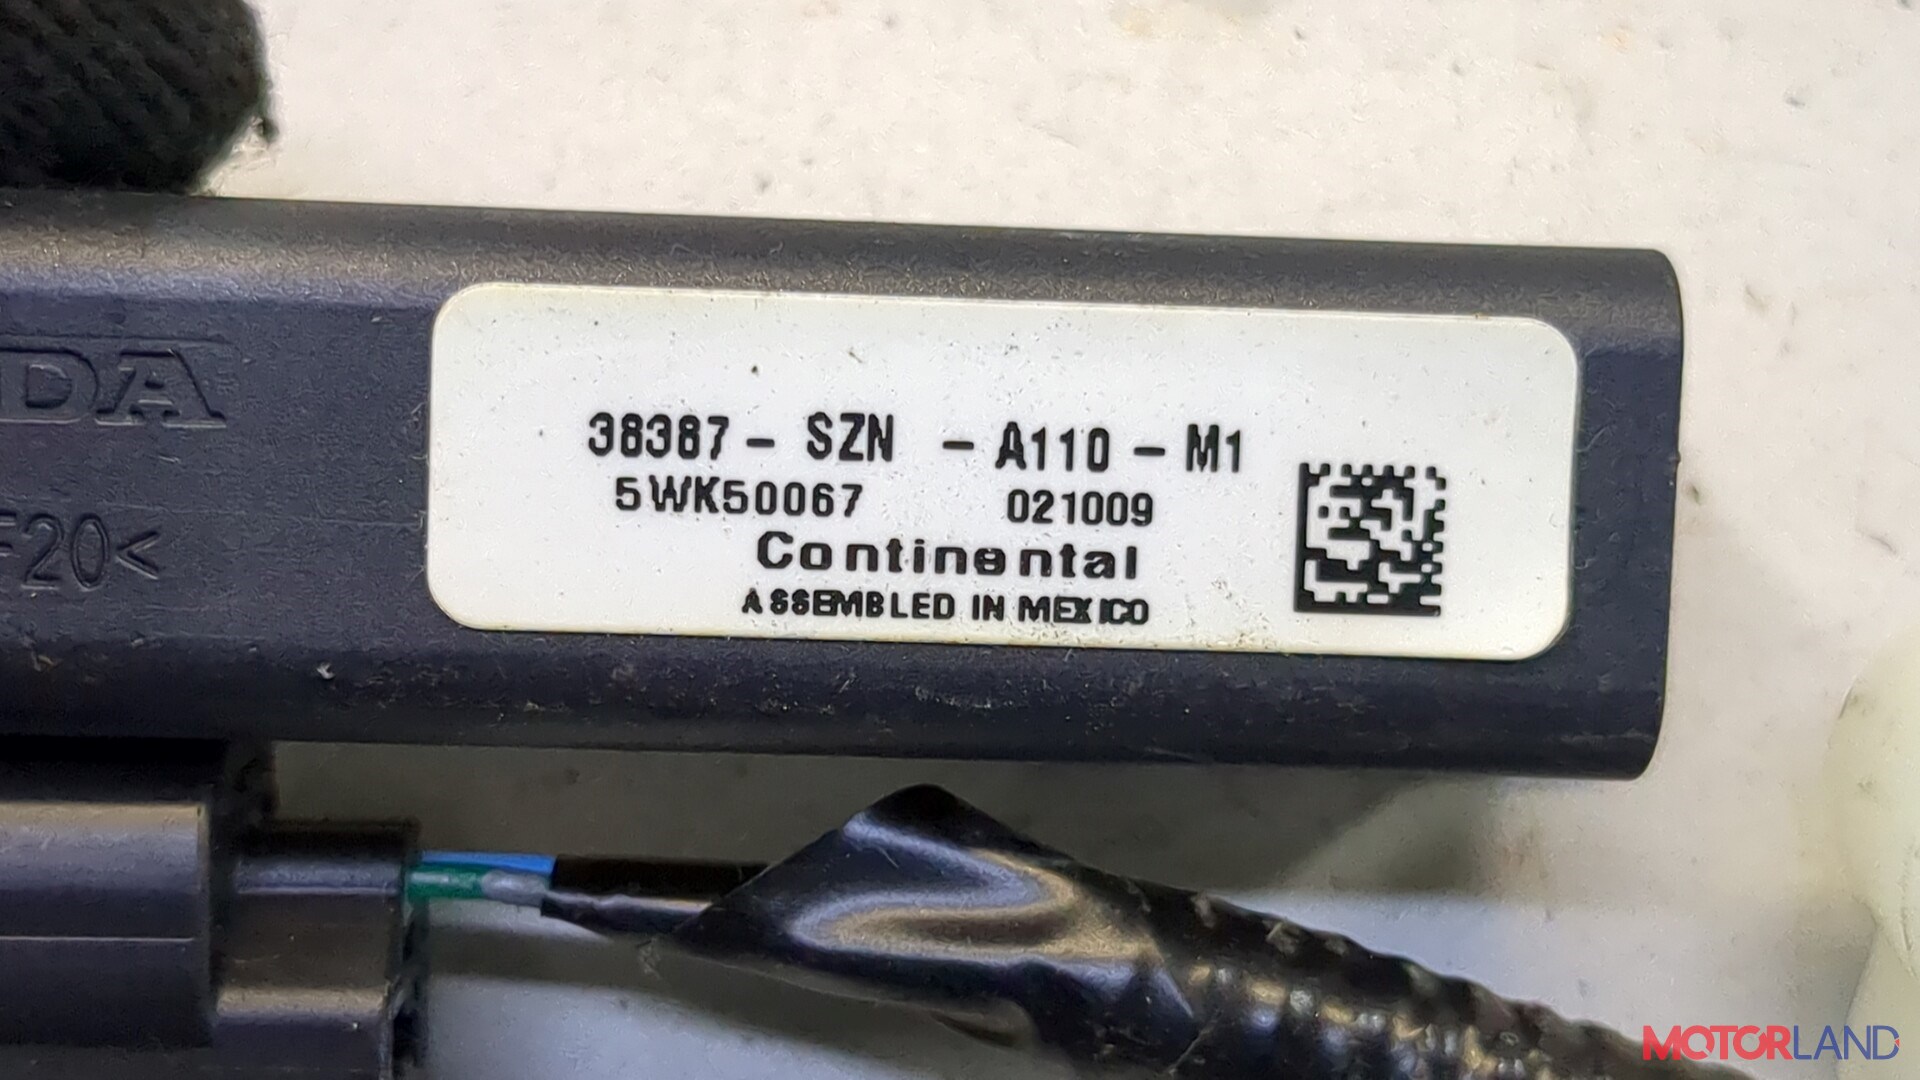 DA
F20<
38387 - SZN - A110 - M1
5WK50067 021009
Continental
ASSEMBLED IN MEXICO
MOTORLAND